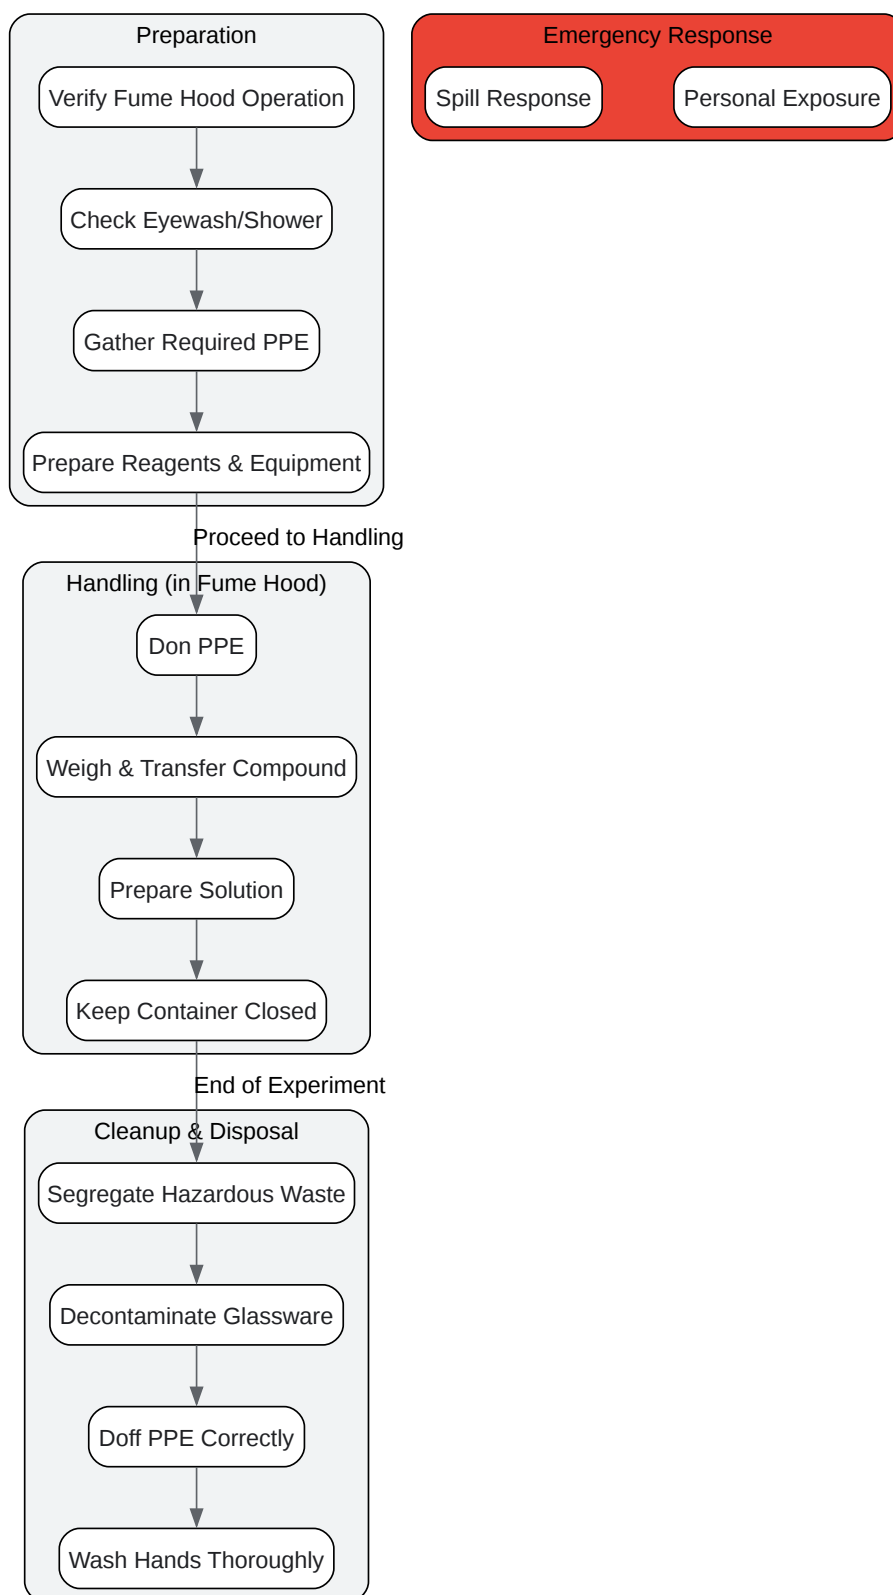 Preparation
Verify Fume Hood Operation
Check Eyewash/Shower
Gather Required PPE
Prepare Reagents & Equipment
Proceed to Handling
Handling (in Fume Hood)
Don PPE
Weigh & Transfer Compound
Prepare Solution
Keep Container Closed
End of Experiment
Cleanup & Disposal
Segregate Hazardous Waste
Decontaminate Glassware
Doff PPE Correctly
Wash Hands Thoroughly
Emergency Response
Spill Response
Personal Exposure